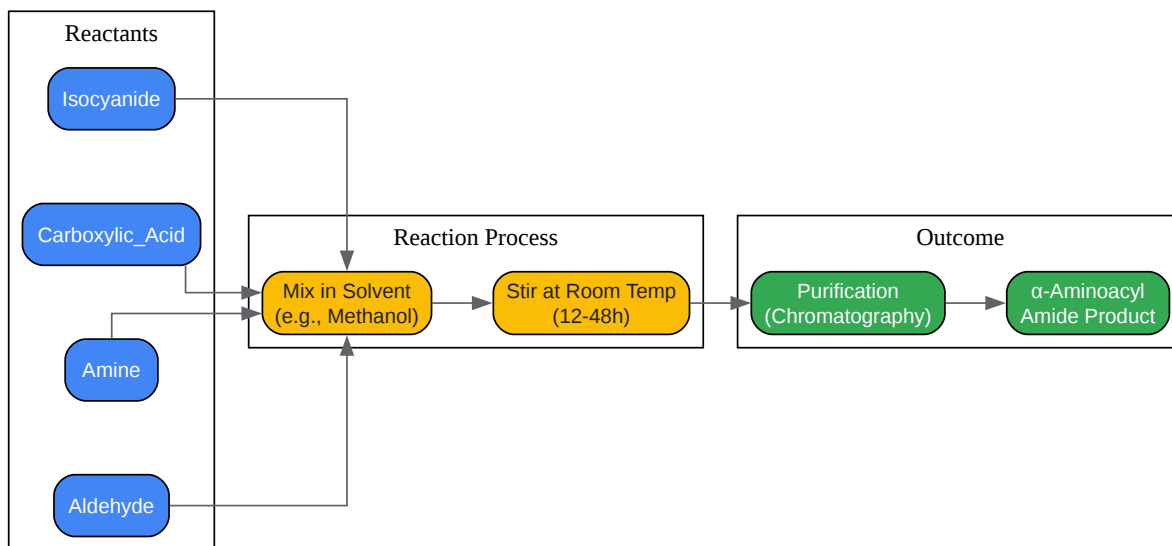 Reactants
Isocyanide
Carboxylic_Acid
Amine
Aldehyde
Reaction Process
Mix in Solvent
(e.g., Methanol)
Stir at Room Temp
(12-48h)
Outcome
Purification
(Chromatography)
α-Aminoacyl
Amide Product